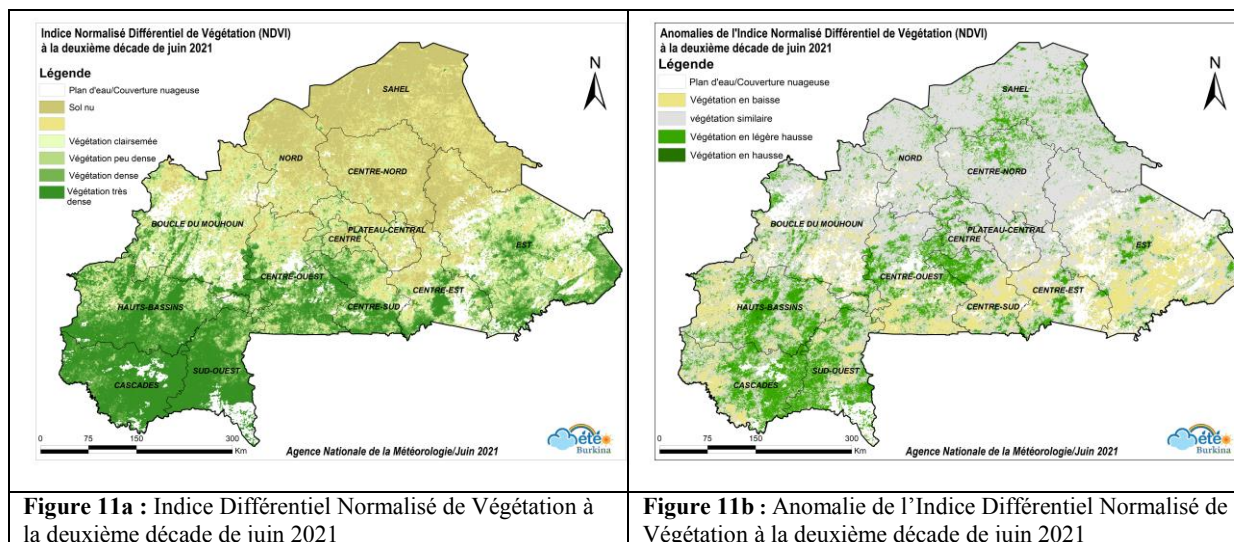 Indice Normalisé Différentiel de Végétation (NDVI)
à la deuxième décade de juin 2021
Légende
Plan d'eau/Couverture nuageuse
Sol nu
Végétation clairsemée
Végétation peu dense
Végétation dense
Végétation très
dense
N
SAHEL
NORD
CENTRE-NORD
BOUCLE DU MOUHOUN
PLATEAU-CENTRAL
CENTRE
EST
CENTRE-OUEST
CENTRE-EST
HAUTS-BASSINS
CENTRE-SUD
CASCADES
SUD-OUEST
0 75 150 300
Km
Agence Nationale de la Météorologie/Juin 2021
été
Burkina
Anomalies de l'Indice Normalisé Différentiel de Végétation (NDVI)
à la deuxième décade de juin 2021
Légende
Plan d'eau/Couverture nuageuse
Végétation en baisse
végétation similaire
Végétation en légère hausse
Végétation en hausse
N
SAHEL
NORD
CENTRE-NORD
BOUCLE DU MOUHOUN
PLATEAU-CENTRAL
CENTRE
EST
CENTRE-OUEST
CENTRE-EST
HAUTS-BASSINS
CENTRE-SUD
CASCADES
SUD-OUEST
0 75 150 300
Km
Agence Nationale de la Météorologie/Juin 2021
été
Burkina
Figure 11a : Indice Différentiel Normalisé de Végétation à
la deuxième décade de juin 2021
Figure 11b : Anomalie de l’Indice Différentiel Normalisé de
Végétation à la deuxième décade de juin 2021